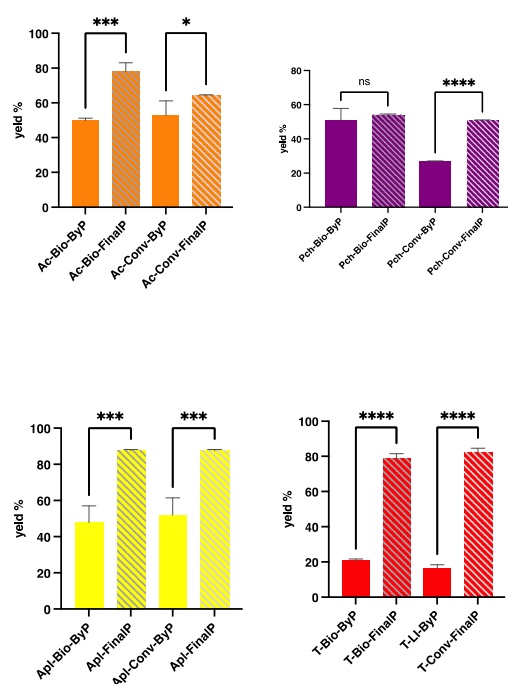 *** *
yeld %
100
80
60
40
20
0
Ac-Bio-ByP
Ac-Bio-FinalP
Ac-Conv-ByP
Ac-Conv-FinalP
ns ****
yeld %
80
60
40
20
0
Pch-Bio-ByP
Pch-Bio-FinalP
Pch-Conv-ByP
Pch-Conv-FinalP
*** ***
yeld %
100
80
60
40
20
0
Apl-Bio-ByP
Apl-FinalP
Apl-Conv-ByP
Apl-FinalP
**** ****
yeld %
100
80
60
40
20
0
T-Bio-ByP
T-Bio-FinalP
T-LI-ByP
T-Conv-FinalP